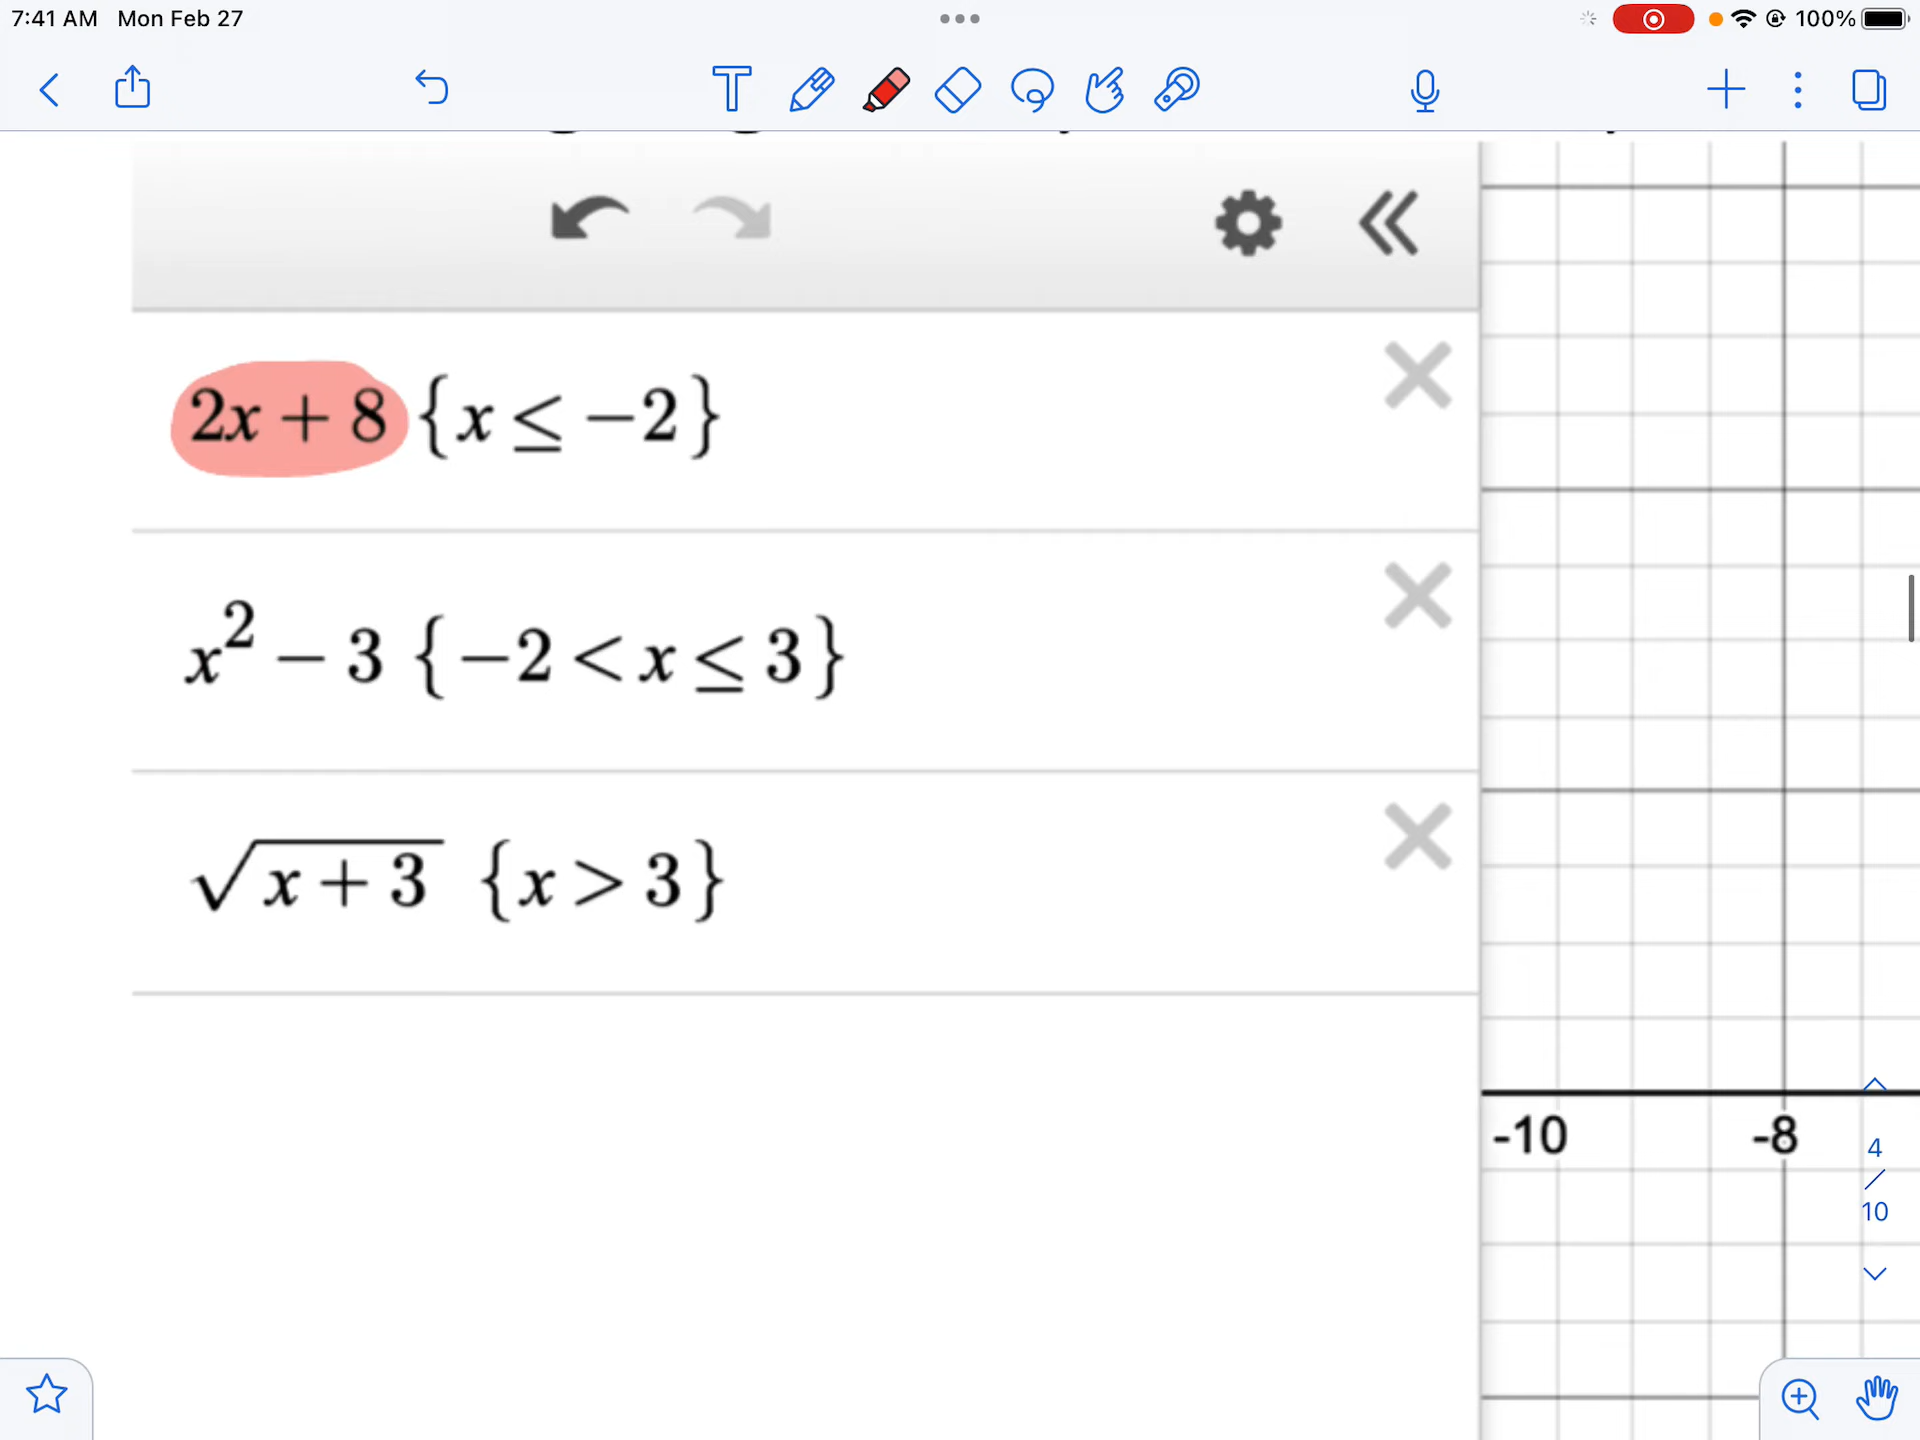 7:41 AM Mon Feb 27
100%
2x + 8 {x ≤ −2}
x² − 3 {−2 < x ≤ 3}
√x + 3 {x > 3}
-10 -8
4
/
10